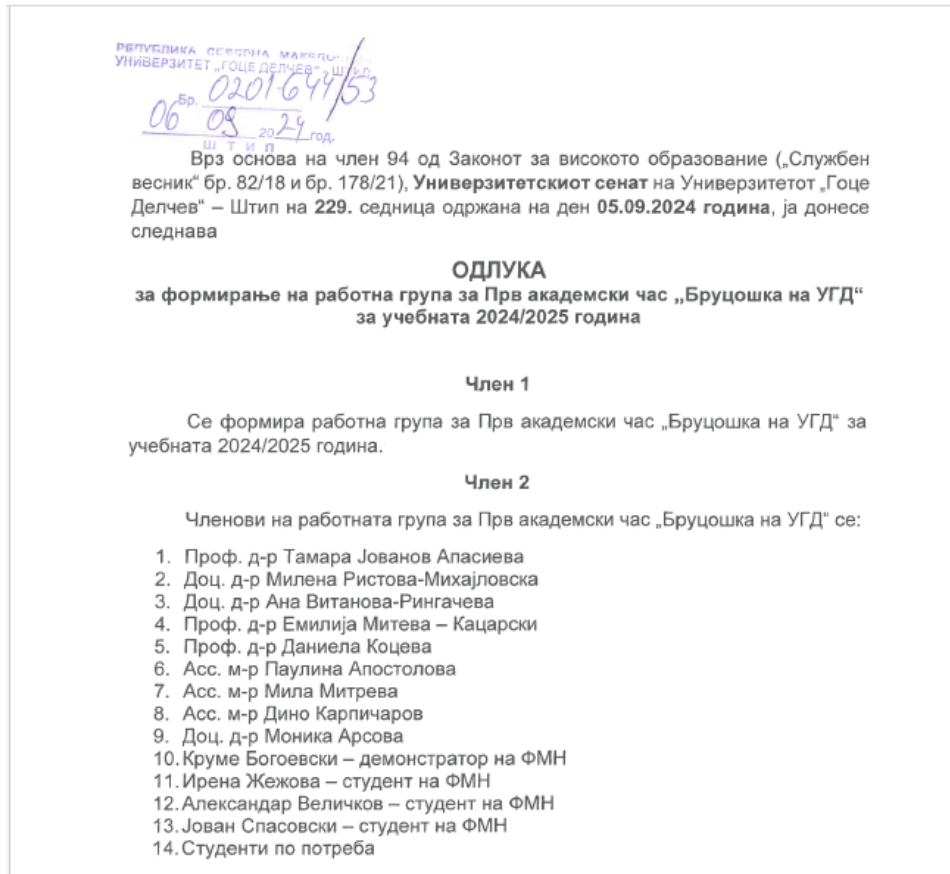 РЕПУБЛИКА СЕВЕРНА
УНИВЕРЗИТЕТ „ГОЦЕ ДЕЛЧЕВ“ - ШТИП
Бр. 0201-644/53
06 09 2024 год.
Ш Т И П
Врз основа на член 94 од Законот за високото образование („Службен
весник“ бр. 82/18 и бр. 178/21), Универзитетскиот сенат на Универзитетот „Гоце
Делчев“ – Штип на 229. седница одржана на ден 05.09.2024 година, ја донесе
следнава
ОДЛУКА
за формирање на работна група за Прв академски час „Бруцошка на УГД“
за учебната 2024/2025 година
Член 1
Се формира работна група за Прв академски час „Бруцошка на УГД“ за
учебната 2024/2025 година.
Член 2
Членови на работната група за Прв академски час „Бруцошка на УГД“ се:
1. Проф. д-р Тамара Јованов Апасиева
2. Доц. д-р Милена Ристова-Михајловска
3. Доц. д-р Ана Витанова-Рингачева
4. Проф. д-р Емилија Митева – Кацарски
5. Проф. д-р Даниела Коцева
6. Асс. м-р Паулина Апостолова
7. Асс. м-р Мила Митрева
8. Асс. м-р Дино Карпичаров
9. Доц. д-р Моника Арсова
10. Круме Богоевски – демонстратор на ФМН
11. Ирена Жежова – студент на ФМН
12. Александар Величков – студент на ФМН
13. Јован Спасовски – студент на ФМН
14. Студенти по потреба